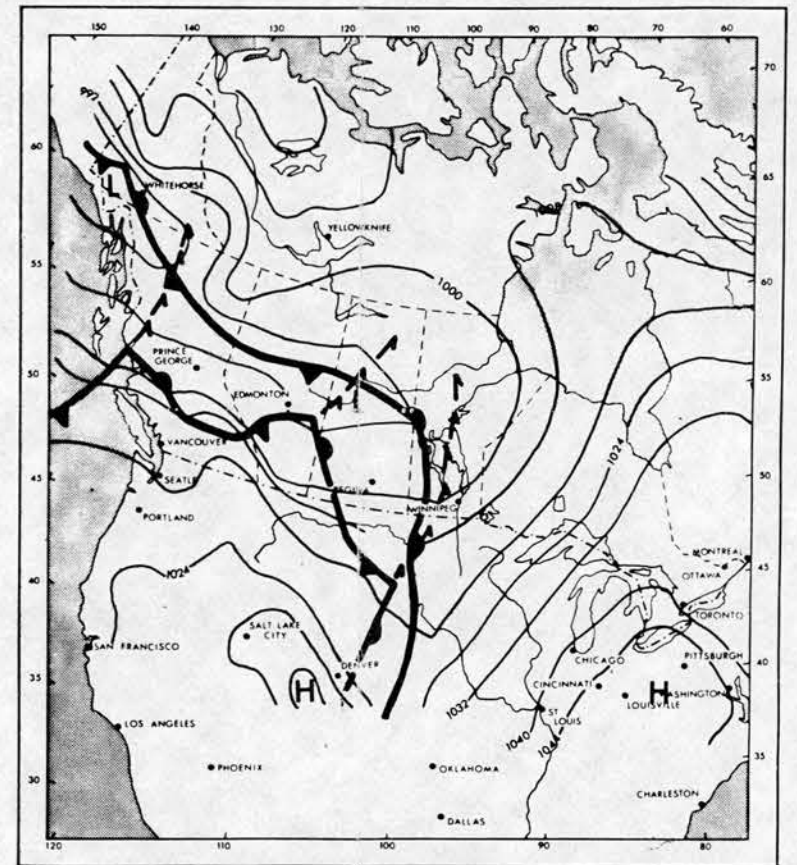 150 140 130 120 110 100 90 80 70 60
70
992
60
L
WHITEHORSE
65
YELLOWKNIFE
55
1000
60
PRINCE
GEORGE
50
EDMONTON
55
1024
VANCOUVER
45
SEATLE
REGINA
WINNIPEG
50
PORTLAND
MONTREAL
OTTAWA
40
1024
45
TORONTO
SALT LAKE
CITY
SAN FRANCISCO
CHICAGO
PITTSBURGH
DENVER
40
CINCINNATI
35
H
H
WASHINGTON
LOUISVILLE
1032
ST
LOUIS
LOS ANGELES
1040
1044
35
PHOENIX
OKLAHOMA
30
CHARLESTON
DALLAS
120 110 100 90 80